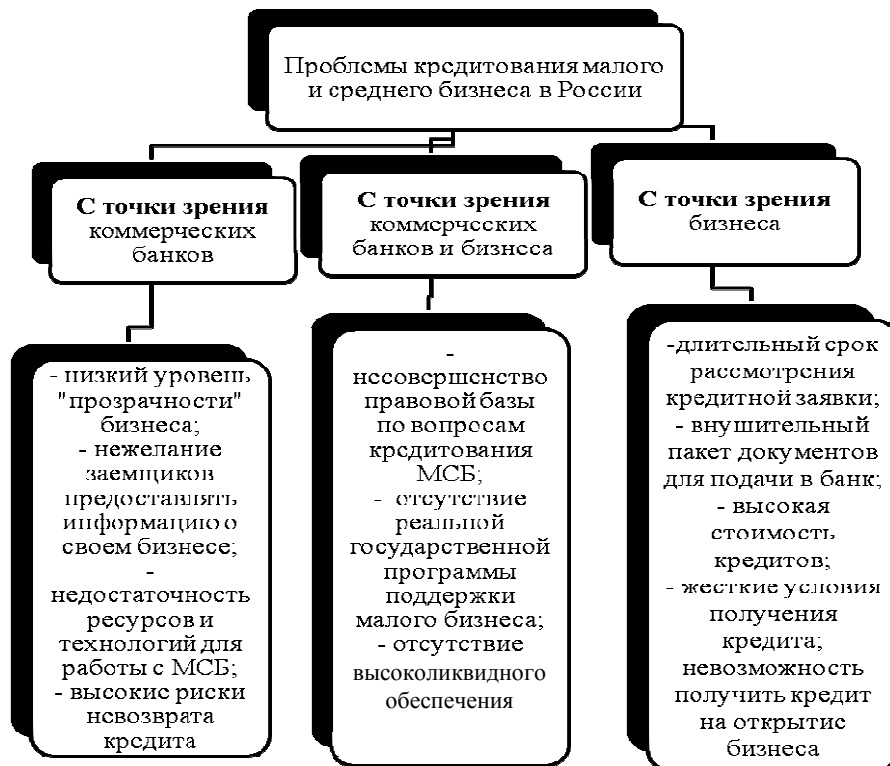 Проблемы кредитования малого
и среднего бизнеса в России
С точки зрения
коммерческих
банков
С точки зрения
коммерческих
банков и бизнеса
С точки зрения
бизнеса
- низкий уровень
"прозрачности"
бизнеса;
- нежелание
заемщиков
предоставлять
информацию о
своем бизнесе;
-
недостаточность
ресурсов и
технологий для
работы с МСБ;
- высокие риски
невозврата
кредита
-
несовершенство
правовой базы
по вопросам
кредитования
МСБ;
- отсутствие
реальной
государственной
программы
поддержки
малого бизнеса;
- отсутствие
высоколиквидного
обеспечения
-длительный срок
рассмотрения
кредитной заявки;
- внушительный
пакет документов
для подачи в банк;
- высокая
стоимость
кредитов;
- жесткие условия
получения
кредита;
невозможность
получить кредит
на открытие
бизнеса